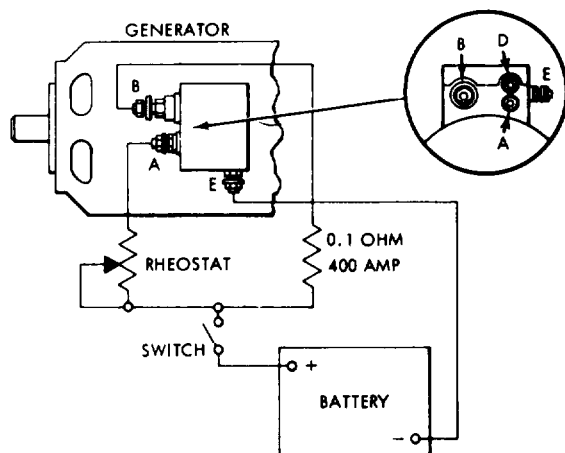 GENERATOR
B
A
E
B
D
E
A
RHEOSTAT
0.1 OHM
400 AMP
SWITCH
+
BATTERY
-